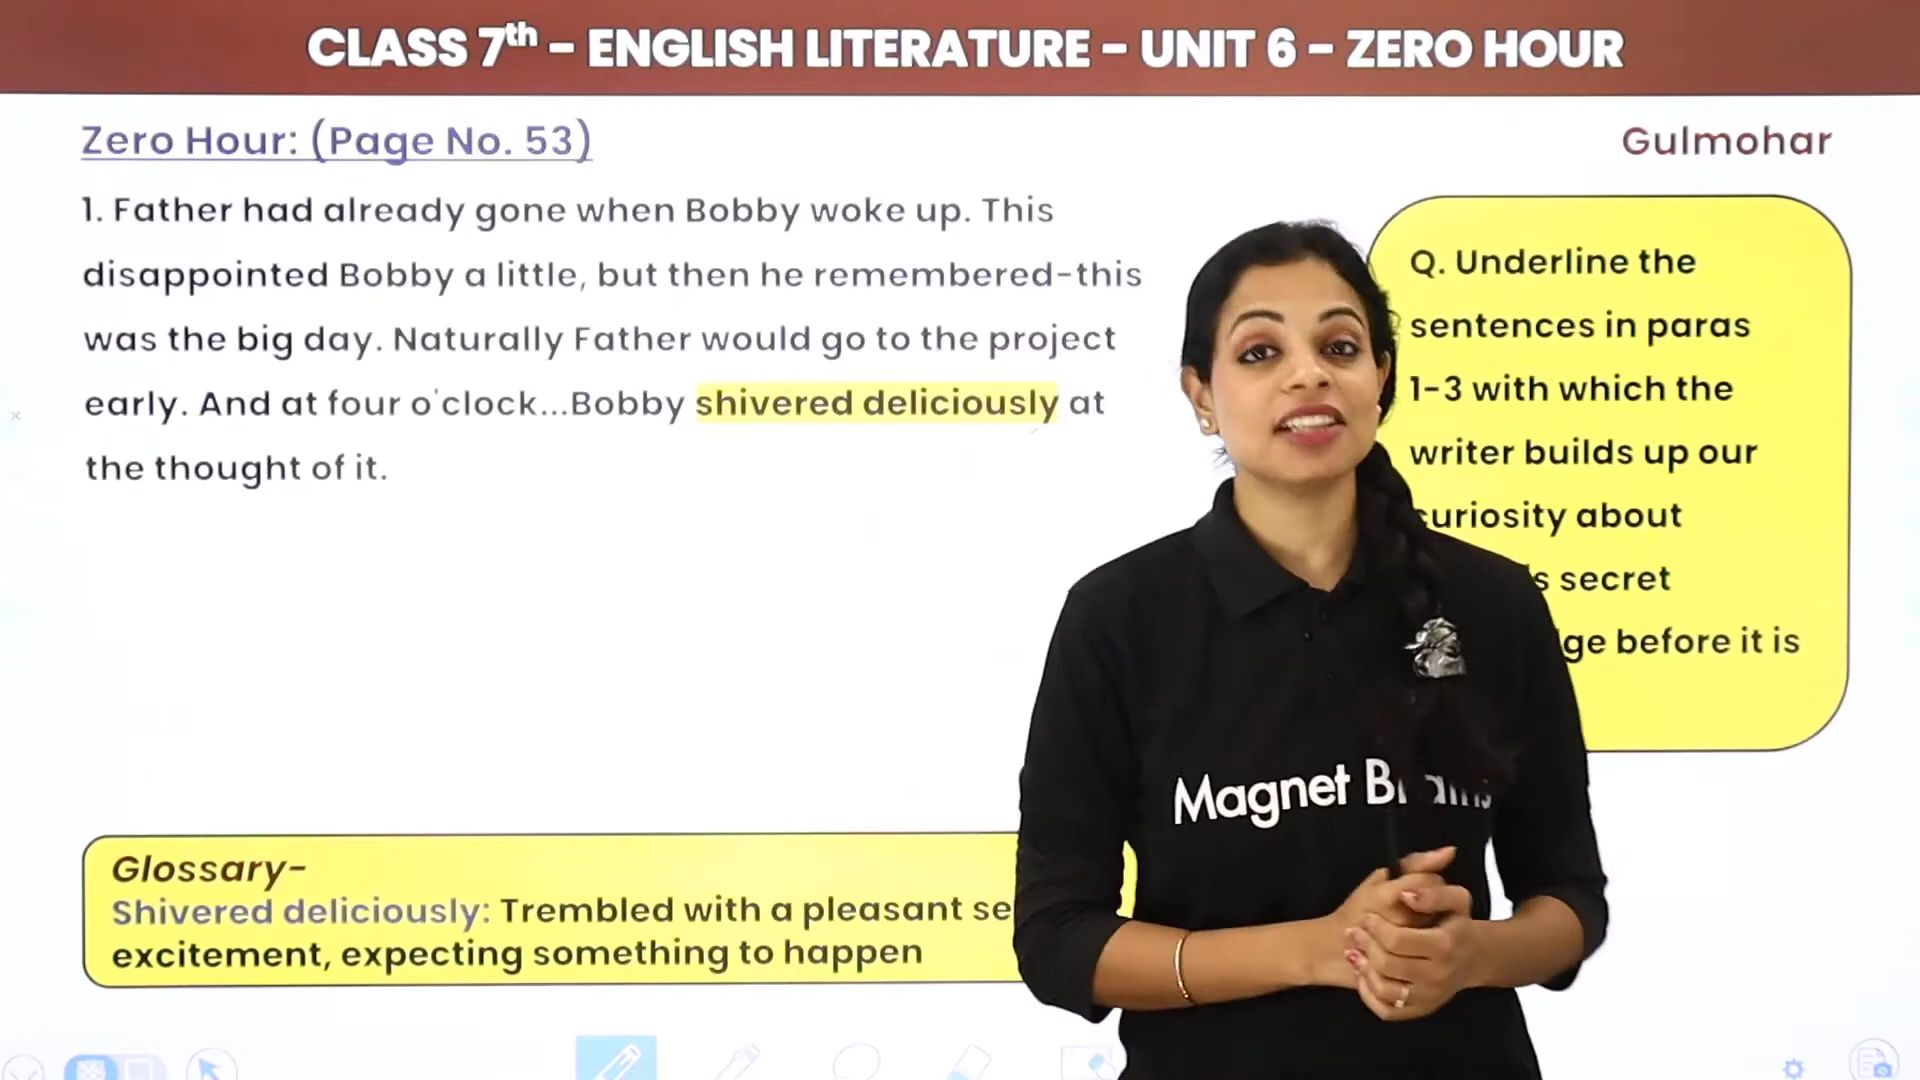 CLASS 7th – ENGLISH LITERATURE – UNIT 6 – ZERO HOUR
Zero Hour: (Page No. 53)
Gulmohar
1. Father had already gone when Bobby woke up. This
disappointed Bobby a little, but then he remembered-this
was the big day. Naturally Father would go to the project
early. And at four o'clock...Bobby shivered deliciously at
the thought of it.
Q. Underline the
sentences in paras
1-3 with which the
writer builds up our
curiosity about
secret
before it is
Magnet
Glossary-
Shivered deliciously: Trembled with a pleasant
excitement, expecting something to happen